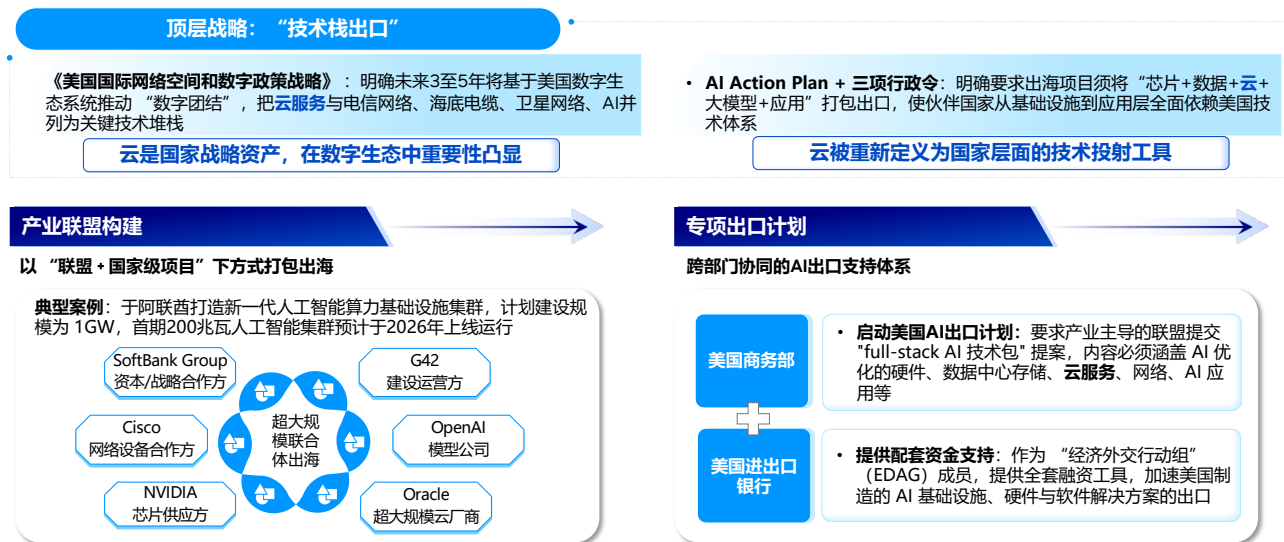 顶层战略：“技术栈出口”
《美国国际网络空间和数字政策战略》：明确未来3至5年将基于美国数字生
态系统推动 “数字团结”，把云服务与电信网络、海底电缆、卫星网络、AI并
列为关键技术堆栈
云是国家战略资产，在数字生态中重要性凸显
• AI Action Plan + 三项行政令：明确要求出海项目须将“芯片+数据+云+
大模型+应用”打包出口，使伙伴国家从基础设施到应用层全面依赖美国技
术体系
云被重新定义为国家层面的技术投射工具
产业联盟构建
以 “联盟+国家级项目”下方式打包出海
典型案例：于阿联酋打造新一代人工智能算力基础设施集群，计划建设规
模为 1GW，首期200兆瓦人工智能集群预计于2026年上线运行
SoftBank Group
资本/战略合作方
G42
建设运营方
Cisco
网络设备合作方
超大规
模联合
体出海
OpenAI
模型公司
NVIDIA
芯片供应方
Oracle
超大规模云厂商
专项出口计划
跨部门协同的AI出口支持体系
美国商务部
• 启动美国AI出口计划：要求产业主导的联盟提交
"full-stack AI 技术包" 提案，内容必须涵盖 AI 优
化的硬件、数据中心存储、云服务、网络、AI 应
用等
美国进出口
银行
• 提供配套资金支持：作为 “经济外交行动组”
（EDAG）成员，提供全套融资工具，加速美国制
造的 AI 基础设施、硬件与软件解决方案的出口